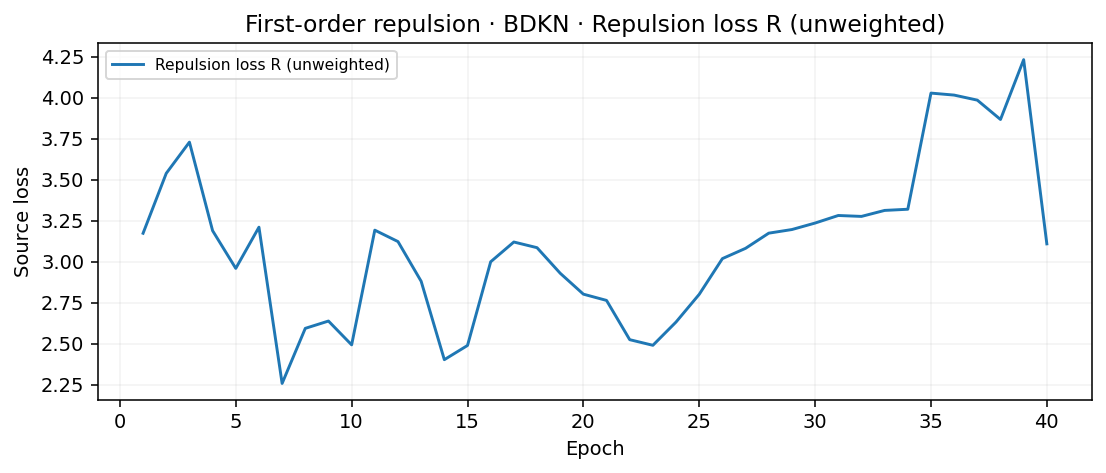 First-order repulsion · BDKN · Repulsion loss R (unweighted)
Repulsion loss R (unweighted)
Source loss
4.25
4.00
3.75
3.50
3.25
3.00
2.75
2.50
2.25
0 5 10 15 20 25 30 35 40
Epoch